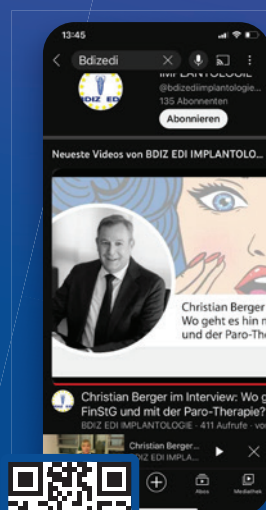 13:45
Bdizedi
BDIZ ED
IMPLANTOLOGIE
@bdizediimplantologie...
135 Abonnenten
Abonnieren
Neueste Videos von BDIZ EDI IMPLANTOLO...
Christian Berger
Wo geht es hin m
und der Paro-The
Christian Berger im Interview: Wo g
FinStG und mit der Paro-Therapie?
BDIZ EDI IMPLANTOLOGIE · 411 Aufrufe · vor
Christian Berger...
BDIZ EDI IMPLA...
Abos
Mediathek